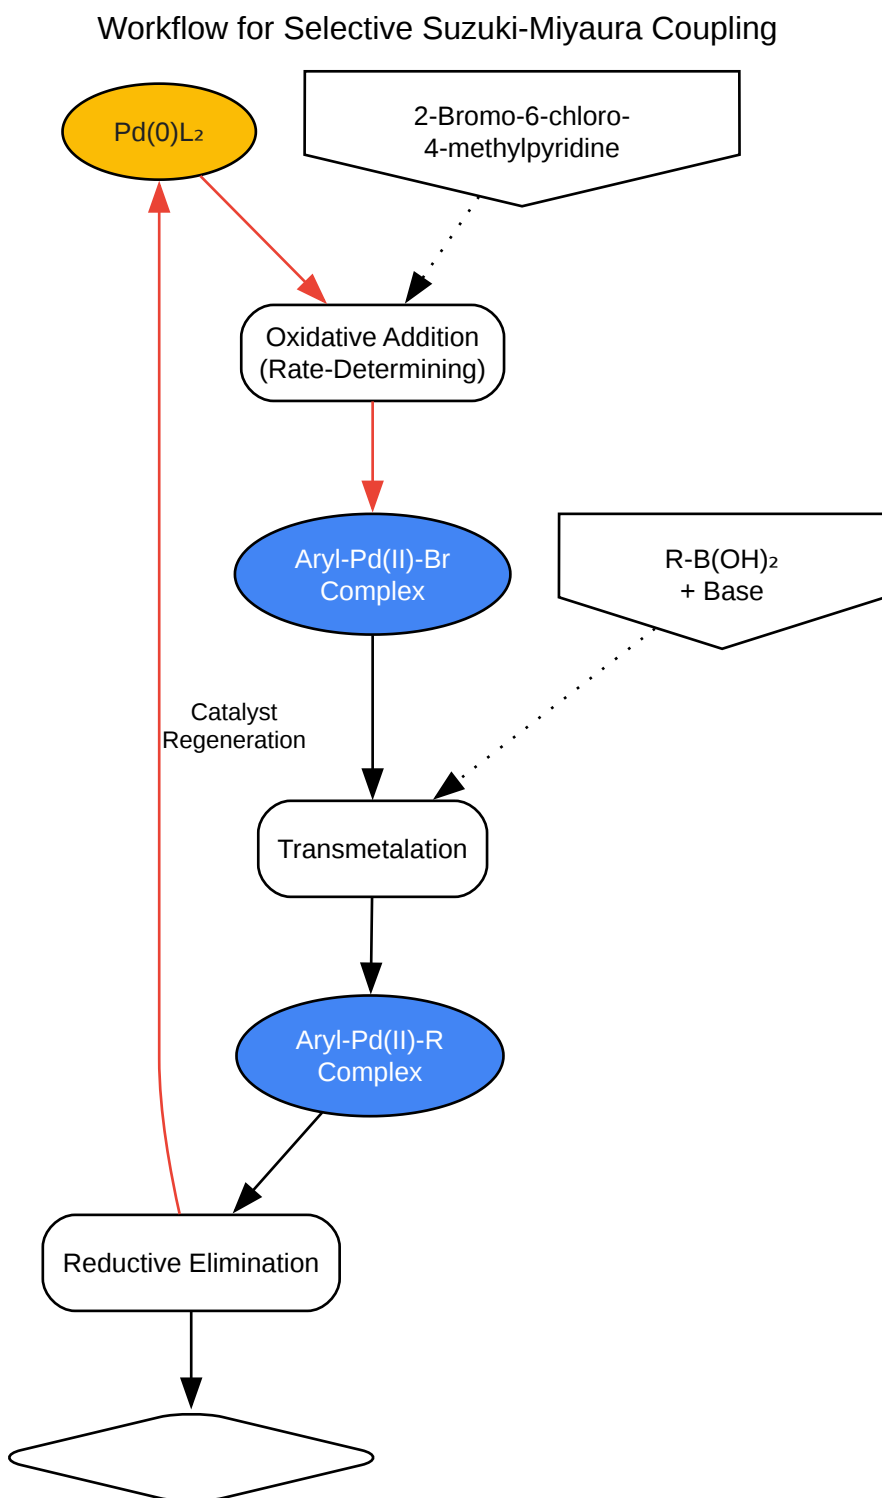 Workflow for Selective Suzuki-Miyaura Coupling
Pd(0)L₂
2-Bromo-6-chloro-
4-methylpyridine
Oxidative Addition
(Rate-Determining)
Aryl-Pd(II)-Br
Complex
R-B(OH)₂
+ Base
Catalyst
Regeneration
Transmetalation
Aryl-Pd(II)-R
Complex
Reductive Elimination